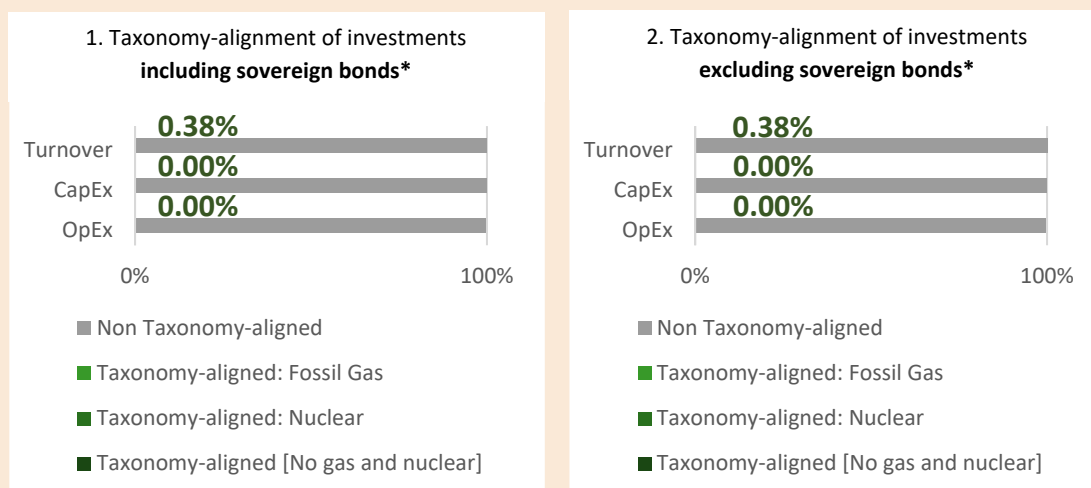 1. Taxonomy-alignment of investments
including sovereign bonds*
0.38%
Turnover
0.00%
CapEx
0.00%
OpEx
0%
100%
Non Taxonomy-aligned
Taxonomy-aligned: Fossil Gas
Taxonomy-aligned: Nuclear
Taxonomy-aligned [No gas and nuclear]
2. Taxonomy-alignment of investments
excluding sovereign bonds*
0.38%
Turnover
0.00%
CapEx
0.00%
OpEx
0%
100%
Non Taxonomy-aligned
Taxonomy-aligned: Fossil Gas
Taxonomy-aligned: Nuclear
Taxonomy-aligned [No gas and nuclear]